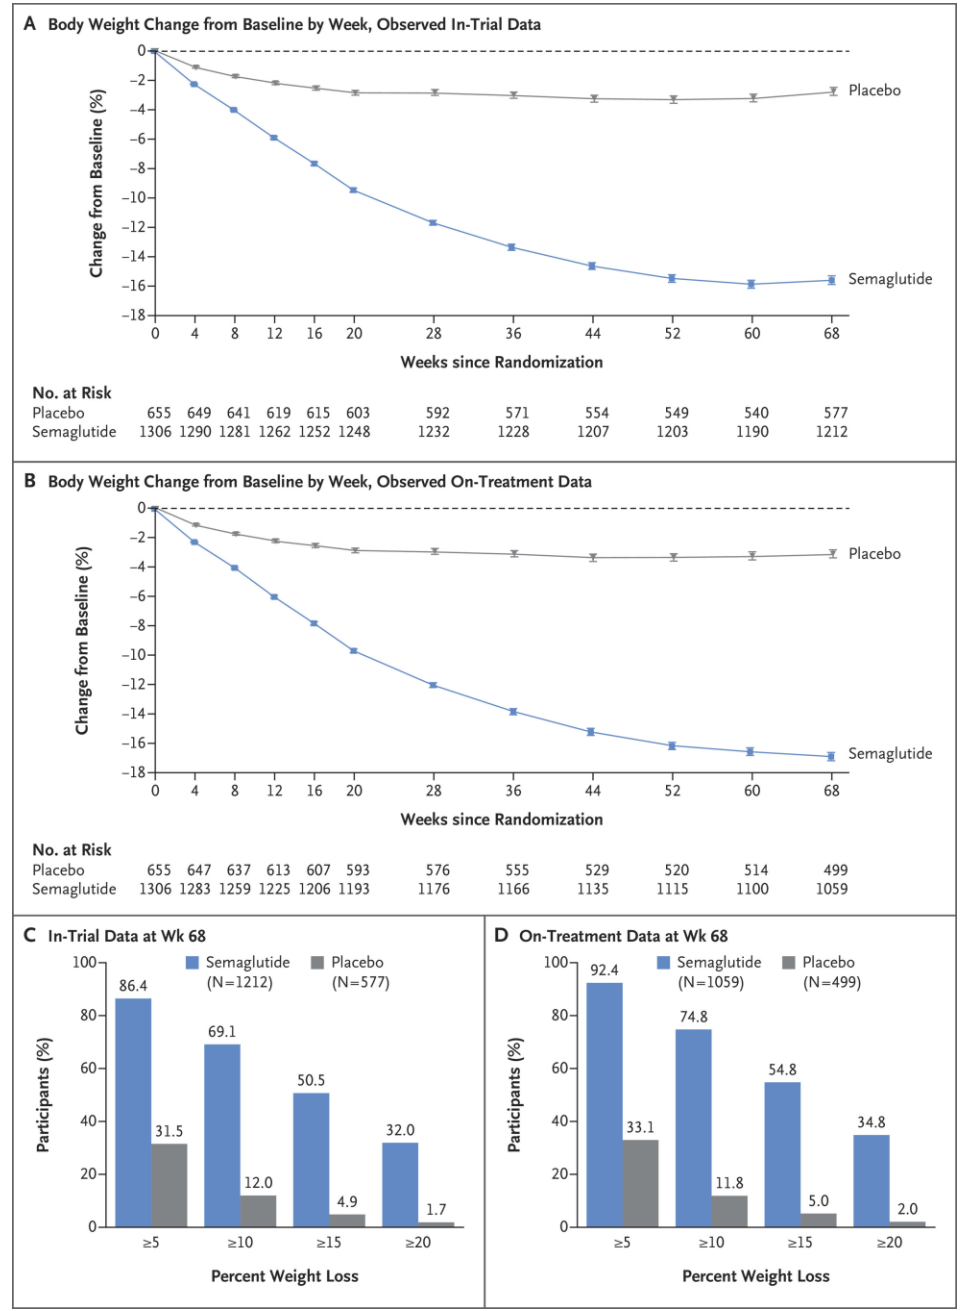 A Body Weight Change from Baseline by Week, Observed In-Trial Data
Change from Baseline (%)
0
−2
−4
−6
−8
−10
−12
−14
−16
−18
Placebo
Semaglutide
0 4 8 12 16 20 28 36 44 52 60 68
Weeks since Randomization
No. at Risk
Placebo 655 649 641 619 615 603 592 571 554 549 540 577
Semaglutide 1306 1290 1281 1262 1252 1248 1232 1228 1207 1203 1190 1212
B Body Weight Change from Baseline by Week, Observed On-Treatment Data
Change from Baseline (%)
0
−2
−4
−6
−8
−10
−12
−14
−16
−18
Placebo
Semaglutide
0 4 8 12 16 20 28 36 44 52 60 68
Weeks since Randomization
No. at Risk
Placebo 655 647 637 613 607 593 576 555 529 520 514 499
Semaglutide 1306 1283 1259 1225 1206 1193 1176 1166 1135 1115 1100 1059
C In-Trial Data at Wk 68
Semaglutide (N=1212)
Placebo (N=577)
Participants (%)
100
80
60
40
20
0
86.4
31.5
69.1
12.0
50.5
4.9
32.0
1.7
≥5 ≥10 ≥15 ≥20
Percent Weight Loss
D On-Treatment Data at Wk 68
Semaglutide (N=1059)
Placebo (N=499)
Participants (%)
100
80
60
40
20
0
92.4
33.1
74.8
11.8
54.8
5.0
34.8
2.0
≥5 ≥10 ≥15 ≥20
Percent Weight Loss